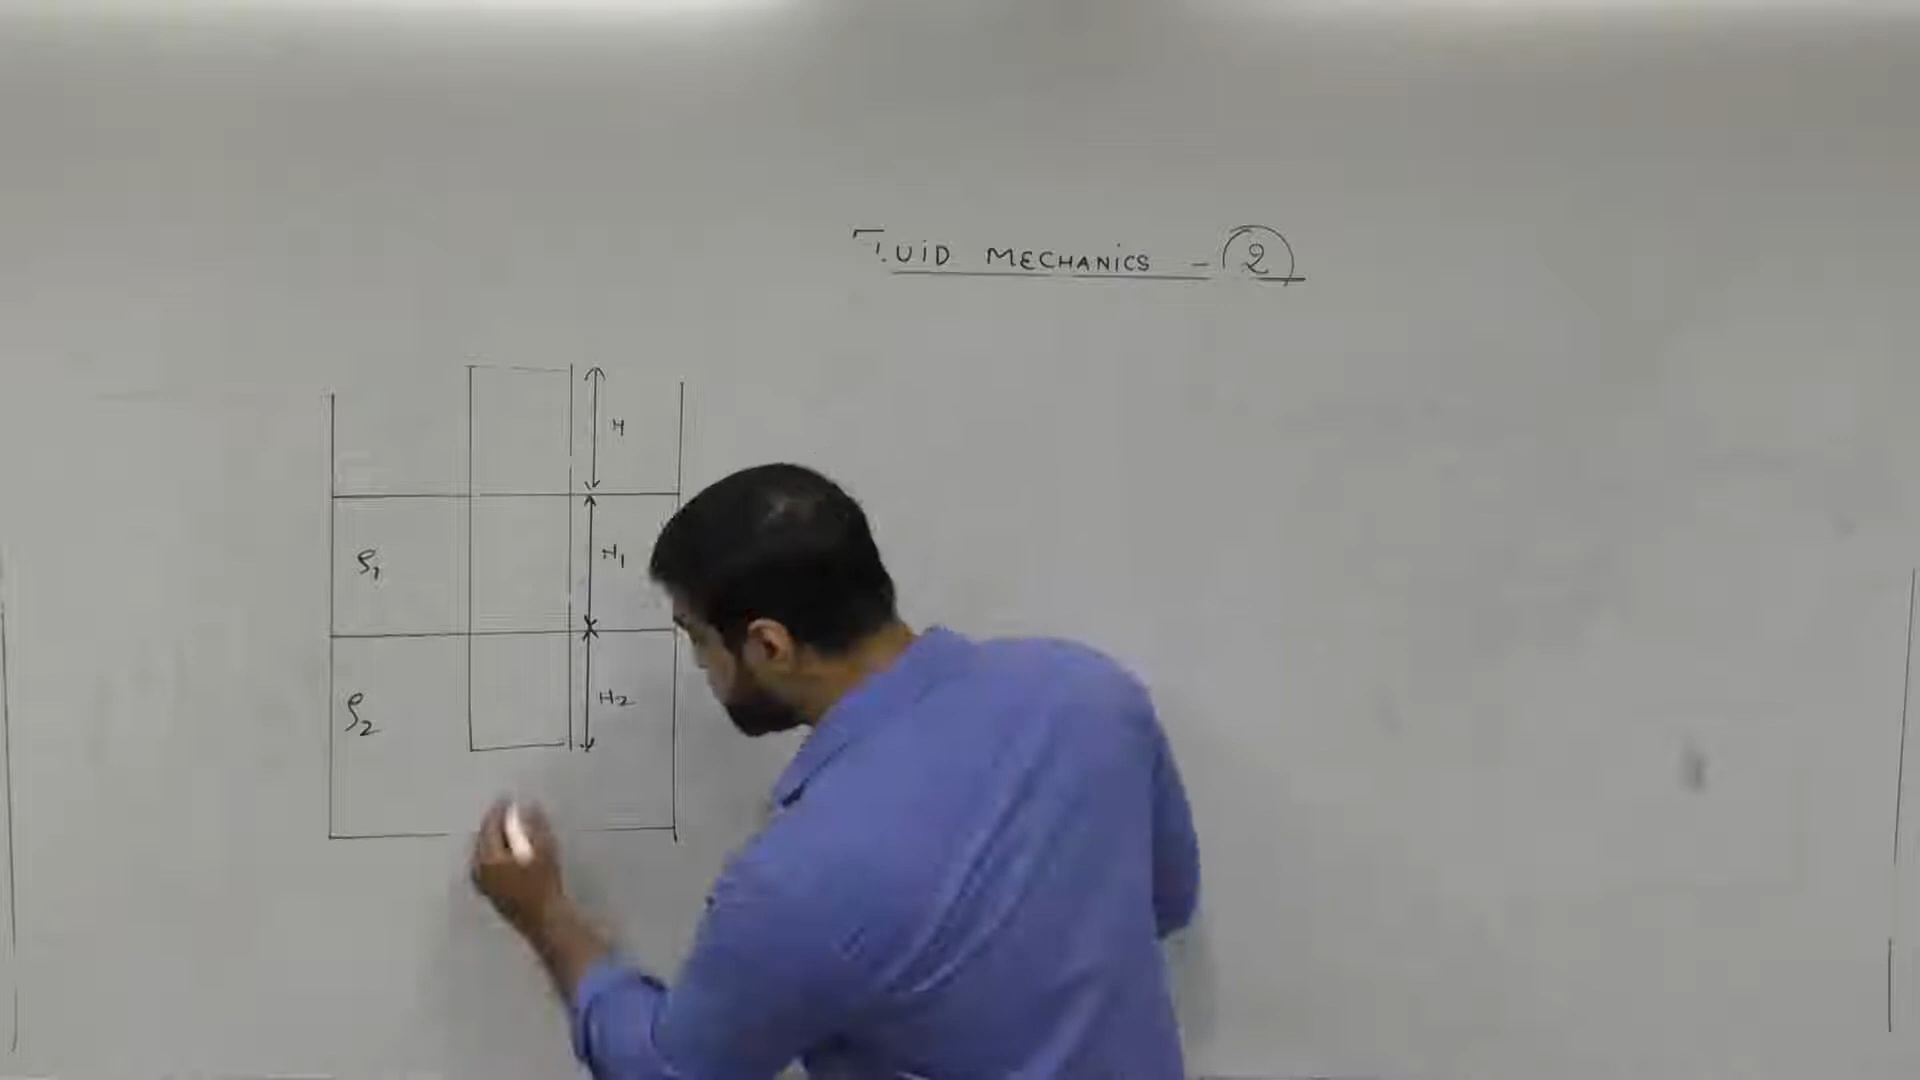 FLUID MECHANICS - 2
H
ρ1
H1
ρ2
H2